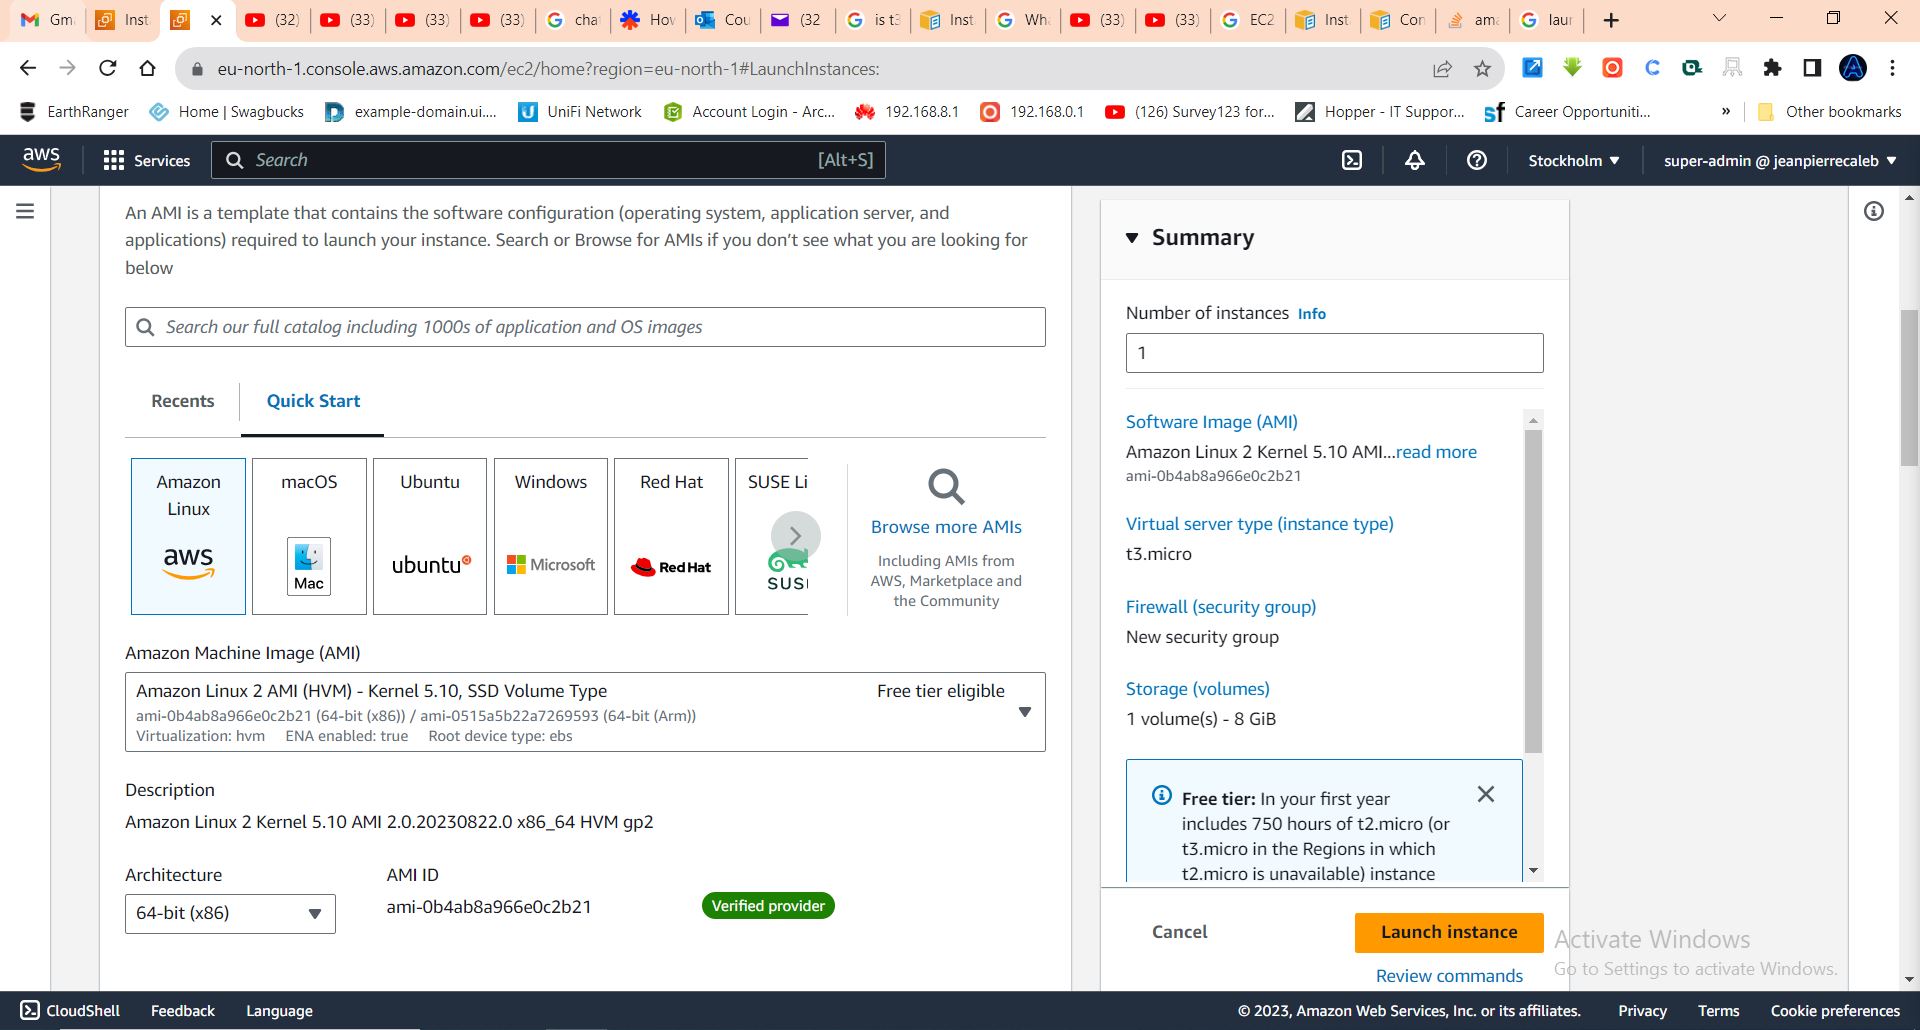 Gm
Inst
(32)
(33)
(33)
(33)
cha
How
Cou
(32
is t3
Inst
Wh
(33)
(33)
EC2
Inst
Con
ama
laun
eu-north-1.console.aws.amazon.com/ec2/home?region=eu-north-1#LaunchInstances:
EarthRanger
Home | Swagbucks
example-domain.ui....
UniFi Network
Account Login - Arc...
192.168.8.1
192.168.0.1
(126) Survey123 for...
Hopper - IT Suppor...
Career Opportuniti...
»
Other bookmarks
aws
Services
Search
[Alt+S]
Stockholm
super-admin @ jeanpierrecaleb
An AMI is a template that contains the software configuration (operating system, application server, and
applications) required to launch your instance. Search or Browse for AMIs if you don’t see what you are looking for
below
Search our full catalog including 1000s of application and OS images
Recents
Quick Start
Amazon
Linux
aws
macOS
Mac
Ubuntu
ubuntu
Windows
Microsoft
Red Hat
RedHat
SUSE Li
SUS
Browse more AMIs
Including AMIs from
AWS, Marketplace and
the Community
Amazon Machine Image (AMI)
Amazon Linux 2 AMI (HVM) - Kernel 5.10, SSD Volume Type
Free tier eligible
ami-0b4ab8a966e0c2b21 (64-bit (x86)) / ami-0515a5b22a7269593 (64-bit (Arm))
Virtualization: hvm ENA enabled: true Root device type: ebs
Description
Amazon Linux 2 Kernel 5.10 AMI 2.0.20230822.0 x86_64 HVM gp2
Architecture
AMI ID
64-bit (x86)
ami-0b4ab8a966e0c2b21
Verified provider
Summary
Number of instances Info
1
Software Image (AMI)
Amazon Linux 2 Kernel 5.10 AMI...read more
ami-0b4ab8a966e0c2b21
Virtual server type (instance type)
t3.micro
Firewall (security group)
New security group
Storage (volumes)
1 volume(s) - 8 GiB
Free tier: In your first year
includes 750 hours of t2.micro (or
t3.micro in the Regions in which
t2.micro is unavailable) instance
Cancel
Launch instance
Review commands
Activate Windows
Go to Settings to activate Windows.
CloudShell
Feedback
Language
© 2023, Amazon Web Services, Inc. or its affiliates.
Privacy
Terms
Cookie preferences